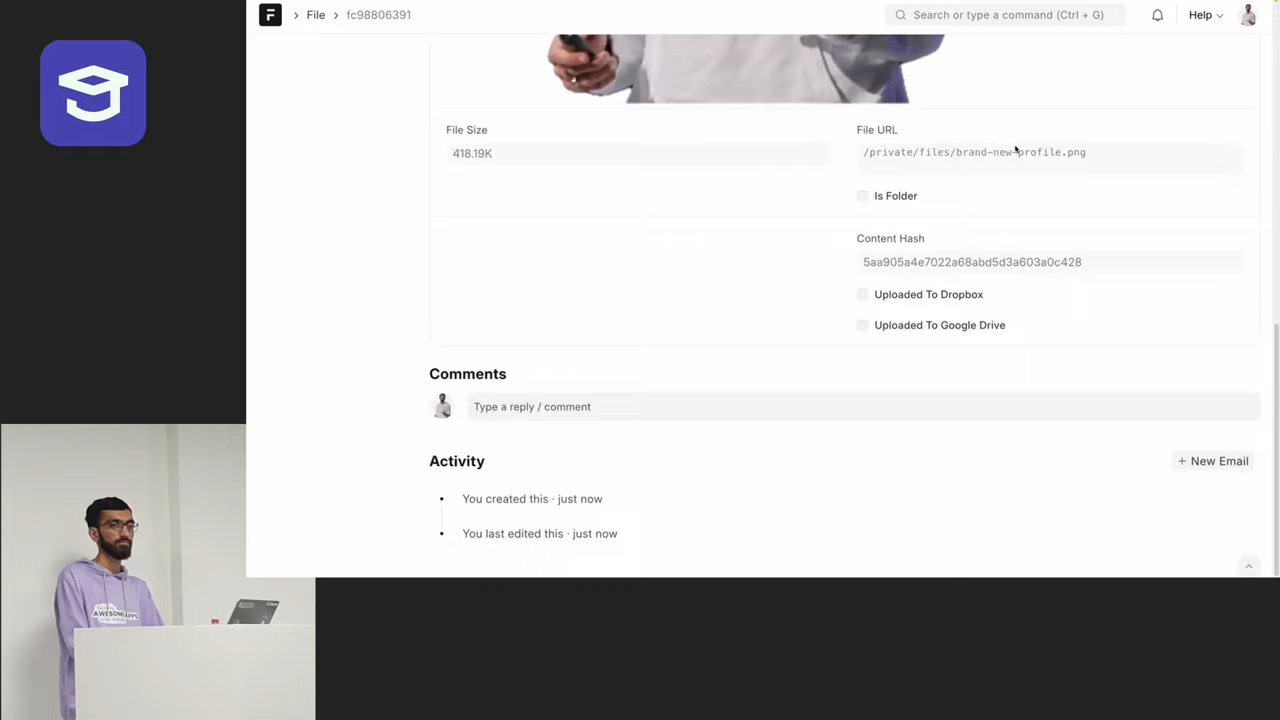 File
fc98806391
Search or type a command (Ctrl + G)
Help
File Size
418.19K
File URL
/private/files/brand-new-profile.png
Is Folder
Content Hash
5aa905a4e7022a68abd5d3a603a0c428
Uploaded To Dropbox
Uploaded To Google Drive
Comments
Type a reply / comment
Activity
+ New Email
You created this · just now
You last edited this · just now
AWESOME APPS